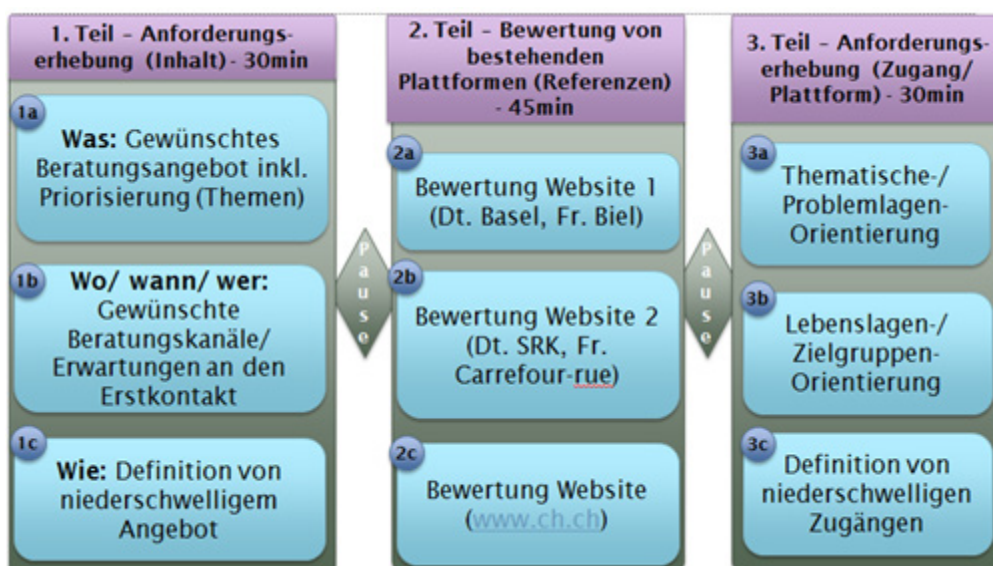 1. Teil – Anforderungs-
erhebung (Inhalt) - 30min
1a
Was: Gewünschtes
Beratungsangebot inkl.
Priorisierung (Themen)
1b
Wo/ wann/ wer:
Gewünschte
Beratungskanäle/
Erwartungen an den
Erstkontakt
1c
Wie: Definition von
niederschwelligem
Angebot
Pause
2. Teil – Bewertung von
bestehenden
Plattformen (Referenzen)
- 45min
2a
Bewertung Website 1
(Dt. Basel, Fr. Biel)
2b
Bewertung Website 2
(Dt. SRK, Fr.
Carrefour-rue)
2c
Bewertung Website
(www.ch.ch)
Pause
3. Teil – Anforderungs-
erhebung (Zugang/
Plattform) - 30min
3a
Thematische-/
Problemlagen-
Orientierung
3b
Lebenslagen-/
Zielgruppen-
Orientierung
3c
Definition von
niederschwelligen
Zugängen